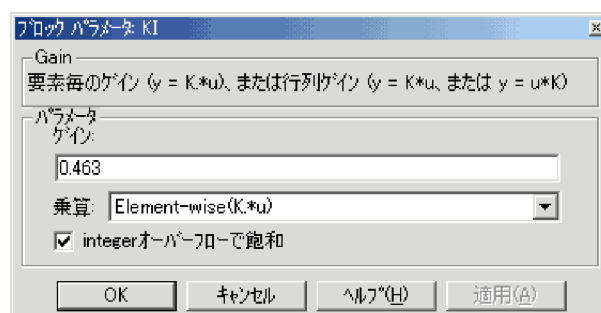 ブロック パラメータ: KI
Gain
要素毎のゲイン (y = K.*u)、または行列ゲイン (y = K*u、または y = u*K)
パラメータ
ゲイン:
0.463
乗算: Element-wise(K.*u)
integerオーバーフローで飽和
OK キャンセル ヘルプ(H) 適用(A)